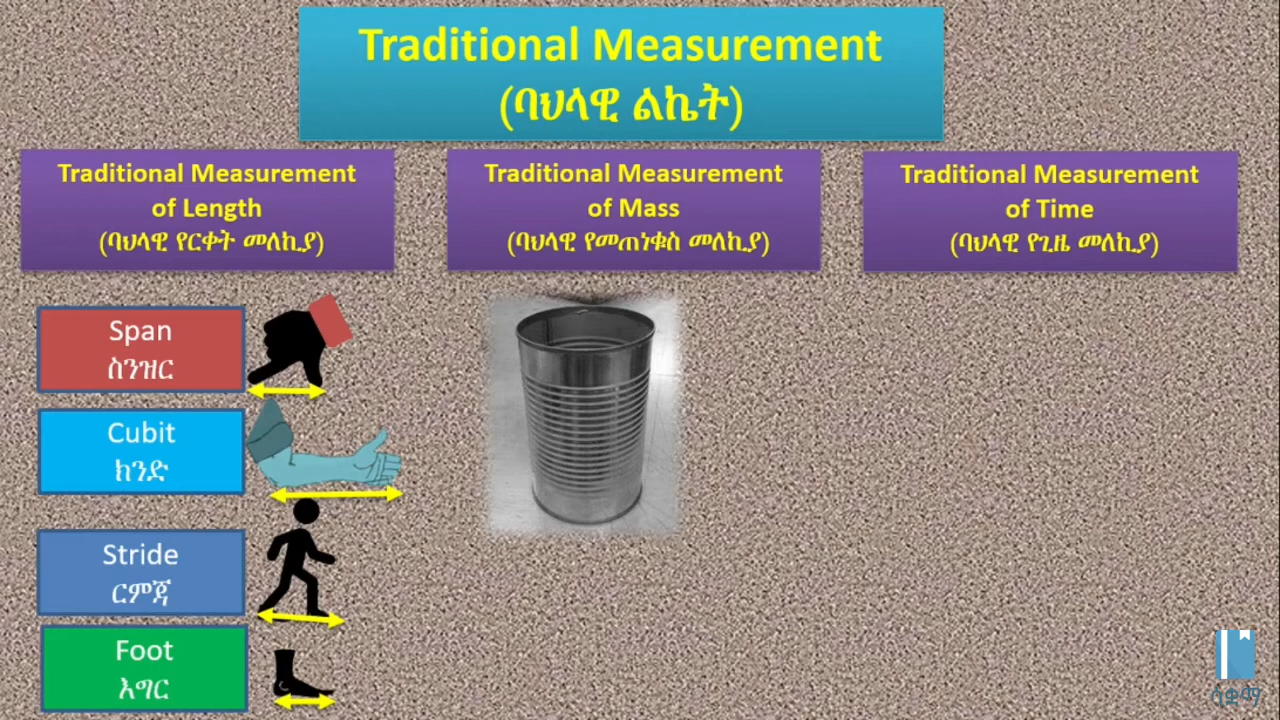 Traditional Measurement
(ባህላዊ ልኬት)
Traditional Measurement
of Length
(ባህላዊ የርቀት መለኪያ)
Traditional Measurement
of Mass
(ባህላዊ የመጠነቁስ መለኪያ)
Traditional Measurement
of Time
(ባህላዊ የጊዜ መለኪያ)
Span
ስንዝር
Cubit
ክንድ
Stride
ርምጃ
Foot
እግር